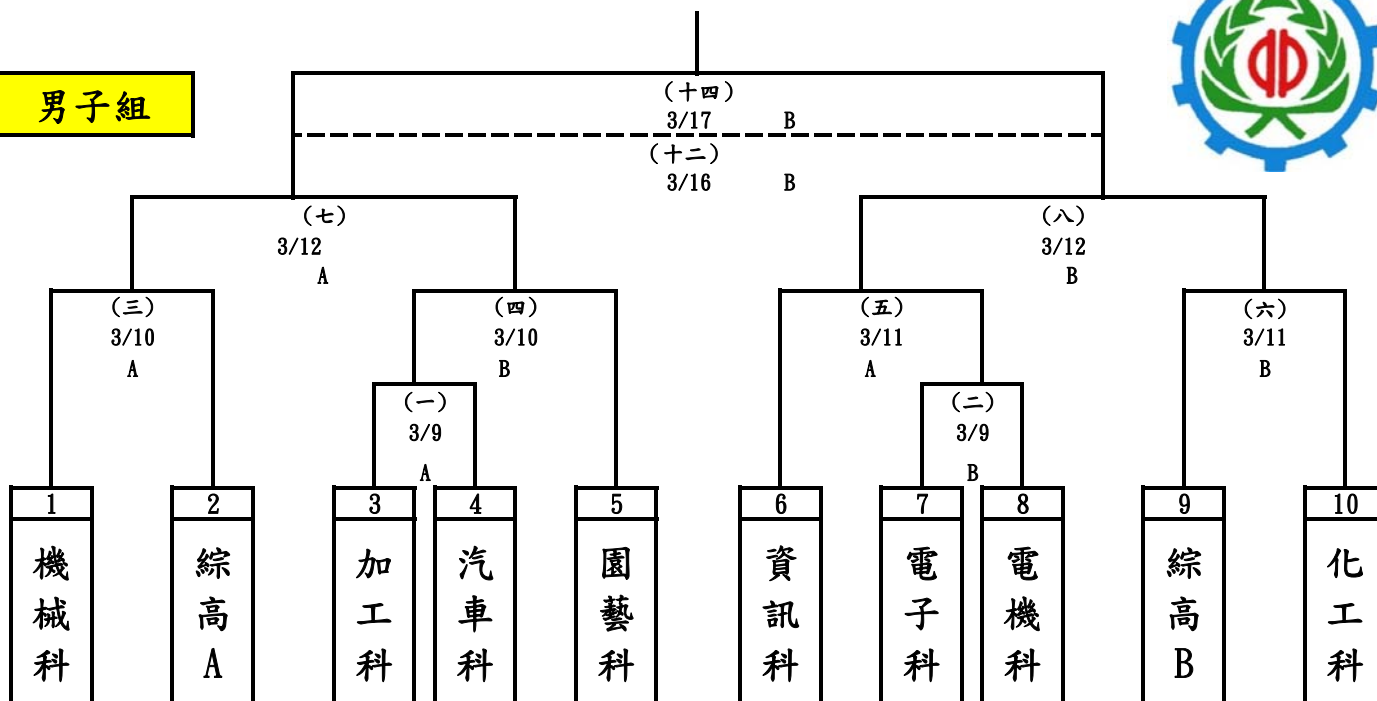 男子組
(十四)
3/17 B
(十二)
3/16 B
(七)
3/12
A
(八)
3/12
B
(三)
3/10
A
(四)
3/10
B
(五)
3/11
A
(六)
3/11
B
(一)
3/9
A
(二)
3/9
B
1 2 3 4 5 6 7 8 9 10
機械科
綜高A
加工科
汽車科
園藝科
資訊科
電子科
電機科
綜高B
化工科